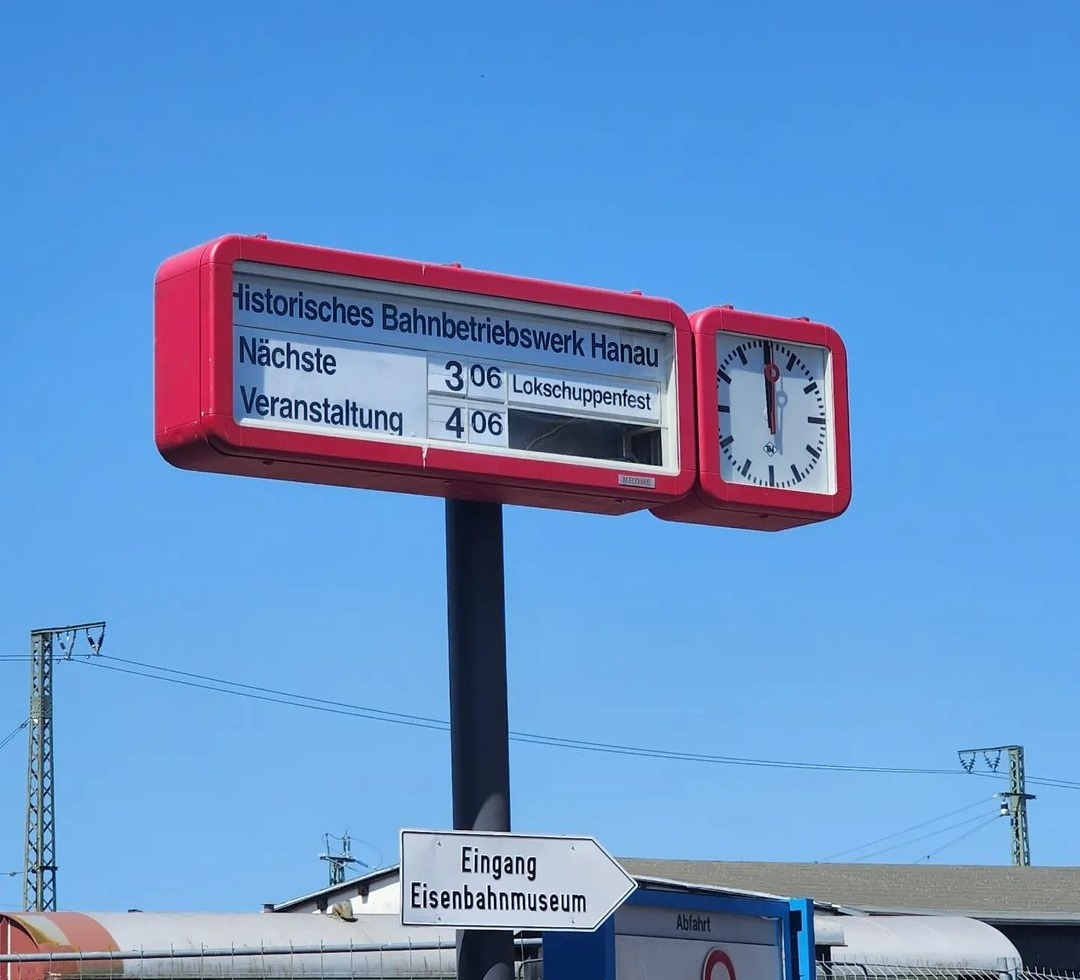 Historisches Bahnbetriebswerk Hanau
Nächste
Veranstaltung
3 06 Lokschuppenfest
4 06
Eingang
Eisenbahnmuseum
Abfahrt